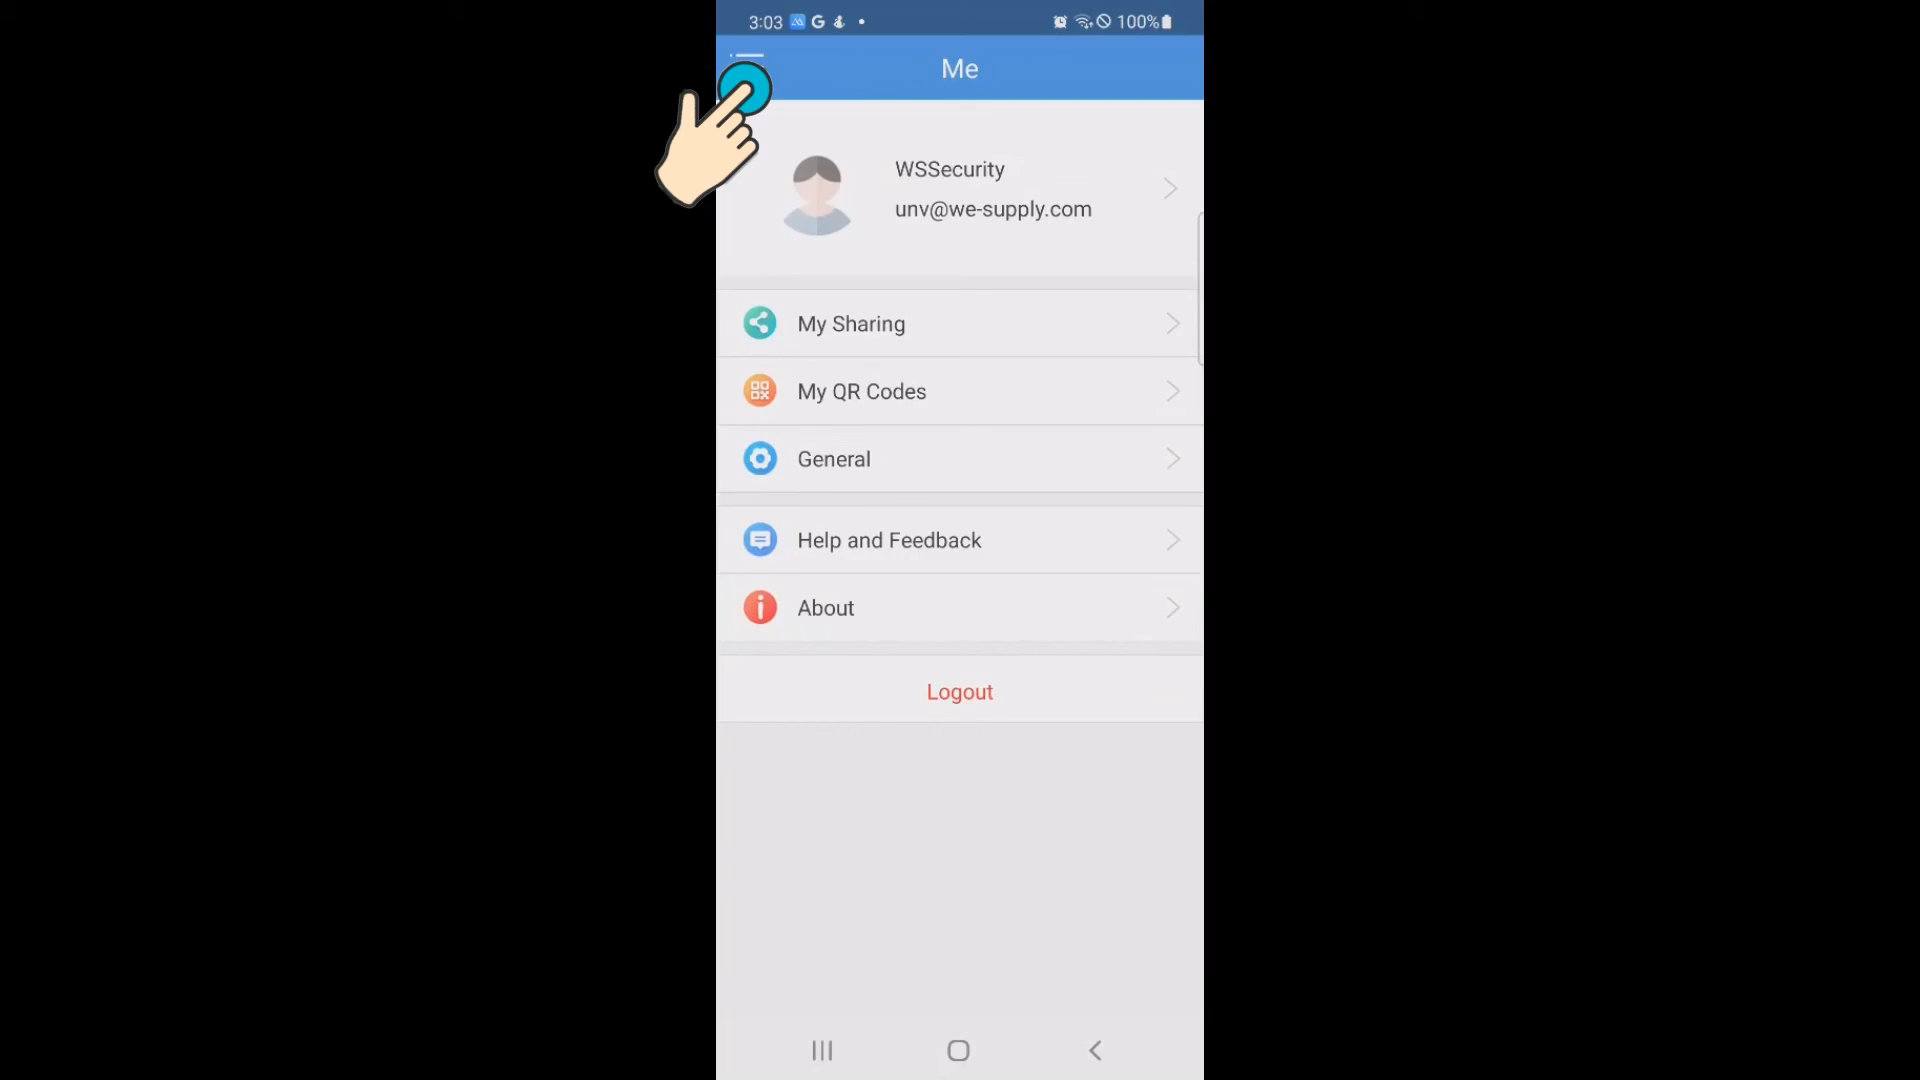 3:03 G 100%
Me
WSSecurity
unv@we-supply.com
My Sharing
My QR Codes
General
Help and Feedback
About
Logout